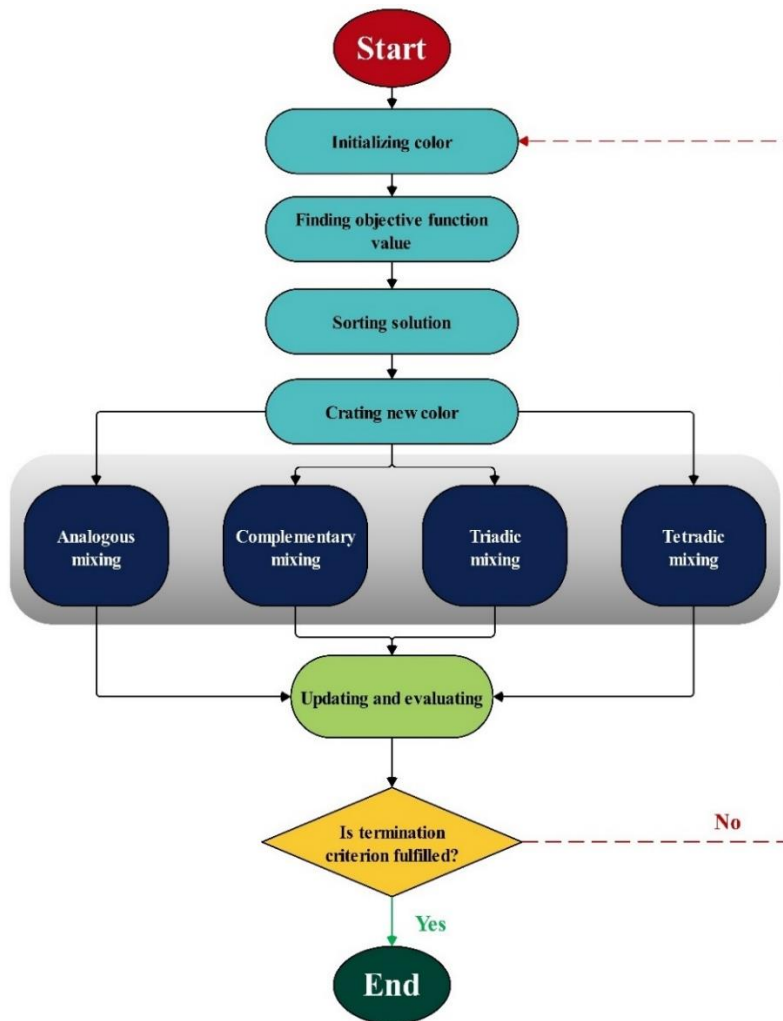 Start
Initializing color
Finding objective function
value
Sorting solution
Crating new color
Analogous
mixing
Complementary
mixing
Triadic
mixing
Tetradic
mixing
Updating and evaluating
Is termination
criterion fulfilled?
No
Yes
End